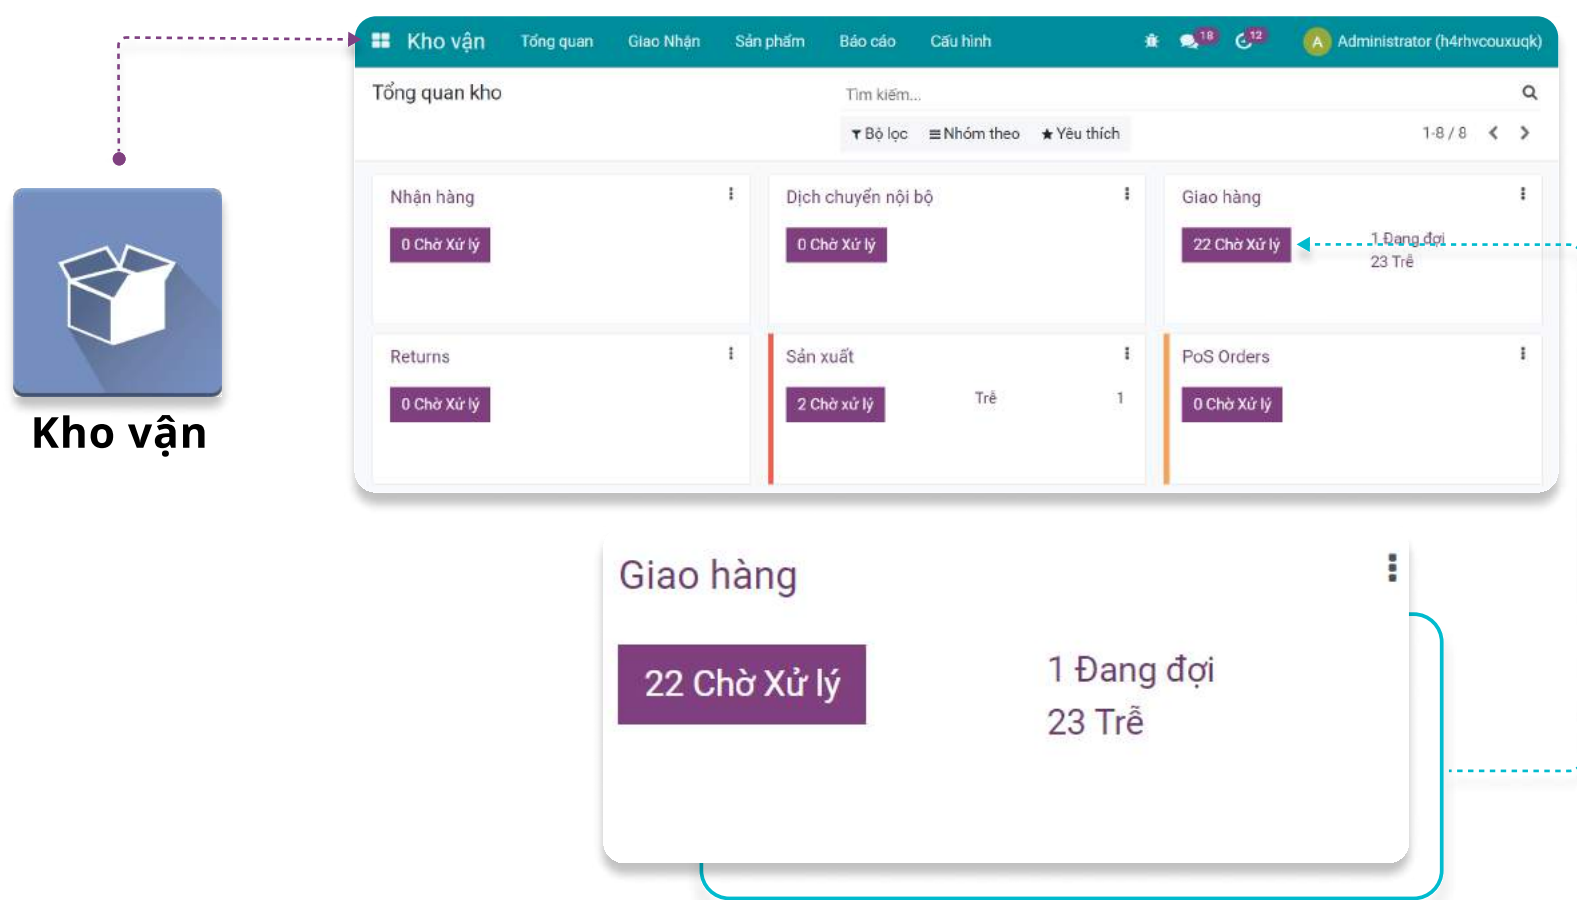 Kho vận Tổng quan Giao Nhận Sản phẩm Báo cáo Cấu hình 18 12 A Administrator (h4rhvcouxuqk)
Tổng quan kho Tìm kiếm...
Bộ lọc Nhóm theo Yêu thích 1-8 / 8
Nhận hàng Dịch chuyển nội bộ Giao hàng
0 Chờ Xử lý 0 Chờ Xử lý 22 Chờ Xử lý 1 Đang đợi
23 Trễ
Returns Sản xuất PoS Orders
0 Chờ Xử lý 2 Chờ xử lý Trễ 1 0 Chờ Xử lý
Kho vận
Giao hàng
22 Chờ Xử lý 1 Đang đợi
23 Trễ